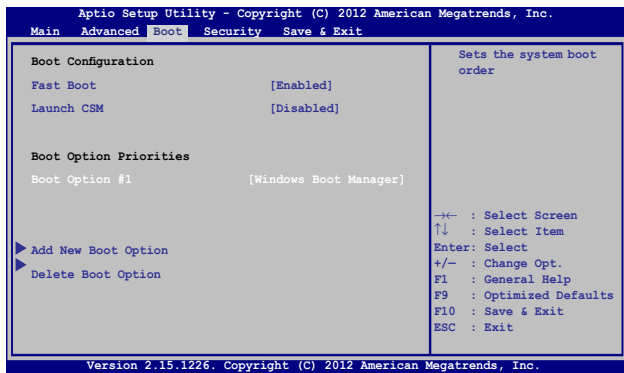 Aptio Setup Utility - Copyright (C) 2012 American Megatrends, Inc.
Main Advanced Boot Security Save & Exit
Boot Configuration
Fast Boot [Enabled]
Launch CSM [Disabled]
Boot Option Priorities
Boot Option #1 [Windows Boot Manager]
Add New Boot Option
Delete Boot Option
Sets the system boot
order
→← : Select Screen
↑↓ : Select Item
Enter: Select
+/— : Change Opt.
F1 : General Help
F9 : Optimized Defaults
F10 : Save & Exit
ESC : Exit
Version 2.15.1226. Copyright (C) 2012 American Megatrends, Inc.